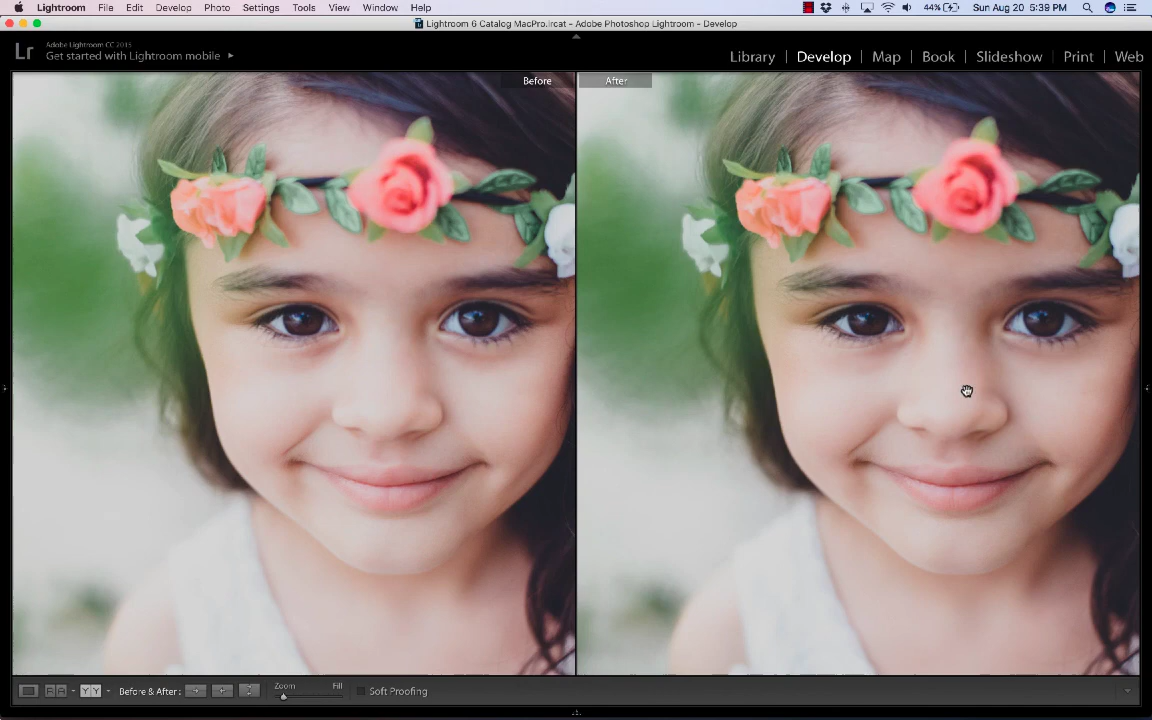 Lightroom File Edit Develop Photo Settings Tools View Window Help 44% Sun Aug 20 5:39 PM
Lightroom 6 Catalog MacPro.lrcat - Adobe Photoshop Lightroom - Develop
Lr Adobe Lightroom CC 2015
Get started with Lightroom mobile
Library Develop Map Book Slideshow Print Web
Before After
R A Y Y Before & After: Zoom Fill Soft Proofing